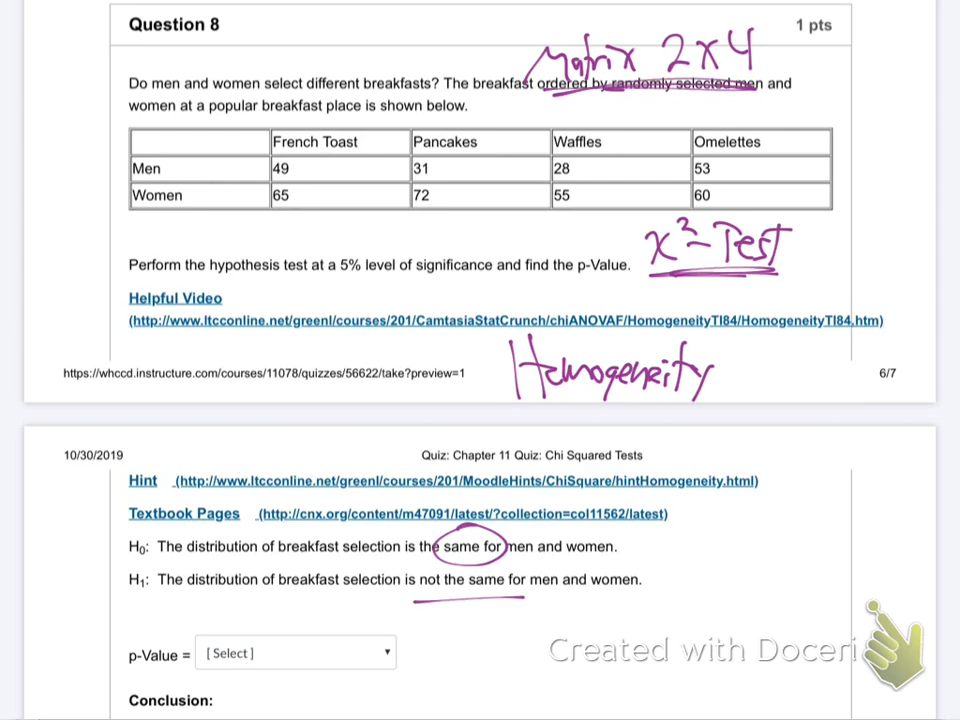 Question 8
1 pts
Matrix 2x4
Do men and women select different breakfasts? The breakfast ordered by randomly selected men and
women at a popular breakfast place is shown below.
French Toast Pancakes Waffles Omelettes
Men 49 31 28 53
Women 65 72 55 60
x²-Test
Perform the hypothesis test at a 5% level of significance and find the p-Value.
Helpful Video
(http://www.ltcconline.net/greenl/courses/201/CamtasiaStatCrunch/chiANOVAF/HomogeneityTI84/HomogeneityTI84.htm)
Homogeneity
https://whccd.instructure.com/courses/11078/quizzes/56622/take?preview=1
6/7
10/30/2019
Quiz: Chapter 11 Quiz: Chi Squared Tests
Hint (http://www.ltcconline.net/greenl/courses/201/MoodleHints/ChiSquare/hintHomogeneity.html)
Textbook Pages (http://cnx.org/content/m47091/latest/?collection=col11562/latest)
H₀: The distribution of breakfast selection is the same for men and women.
H₁: The distribution of breakfast selection is not the same for men and women.
p-Value = [ Select ]
Created with Doceri
Conclusion: